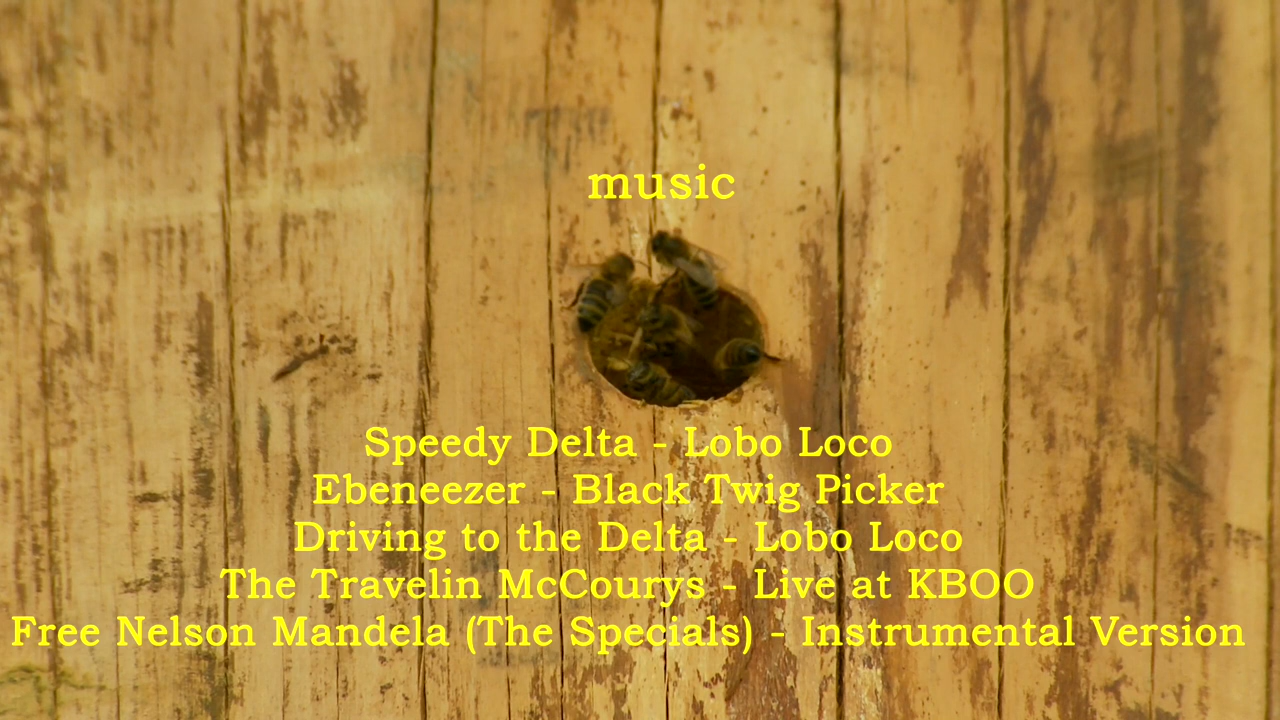 music
Speedy Delta - Lobo Loco
Ebeneezer - Black Twig Picker
Driving to the Delta - Lobo Loco
The Travelin McCourys - Live at KBOO
Free Nelson Mandela (The Specials) - Instrumental Version